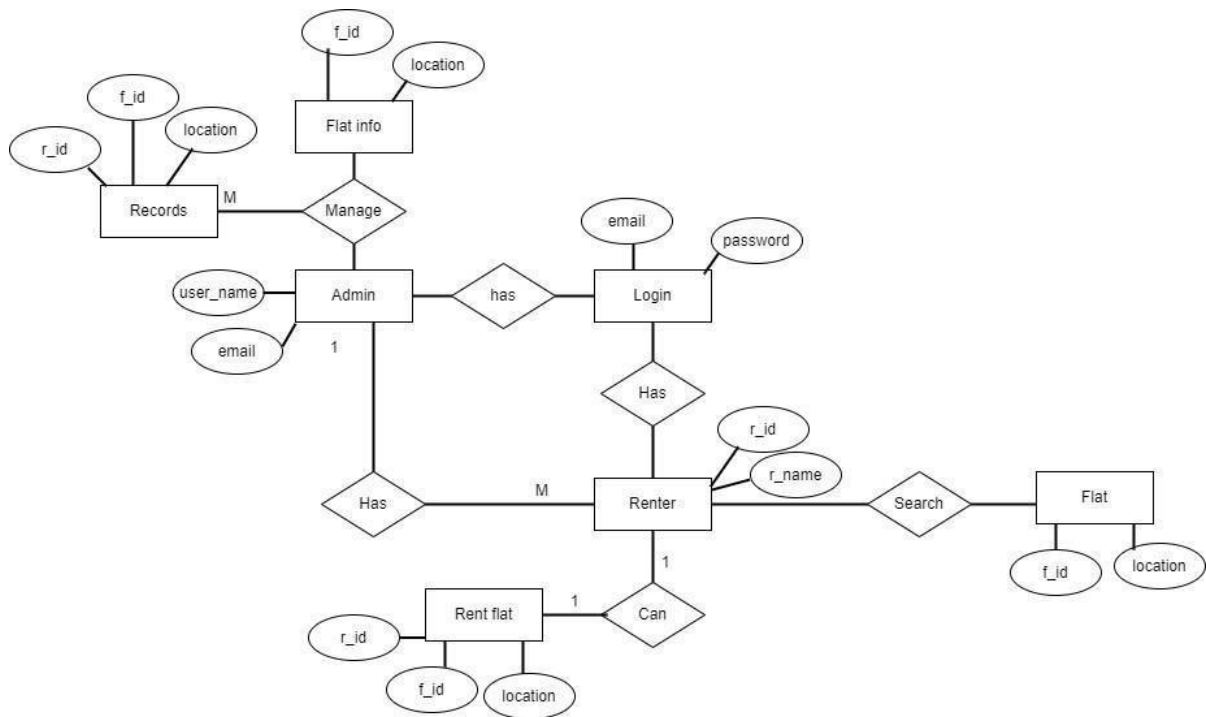 f_id
location
f_id
Flat info
location
r_id
M
Records
Manage
email
password
user_name
Admin
has
Login
email
1
Has
r_id
r_name
M
Has
Renter
Search
Flat
1
f_id
location
1
Rent flat
Can
r_id
f_id
location